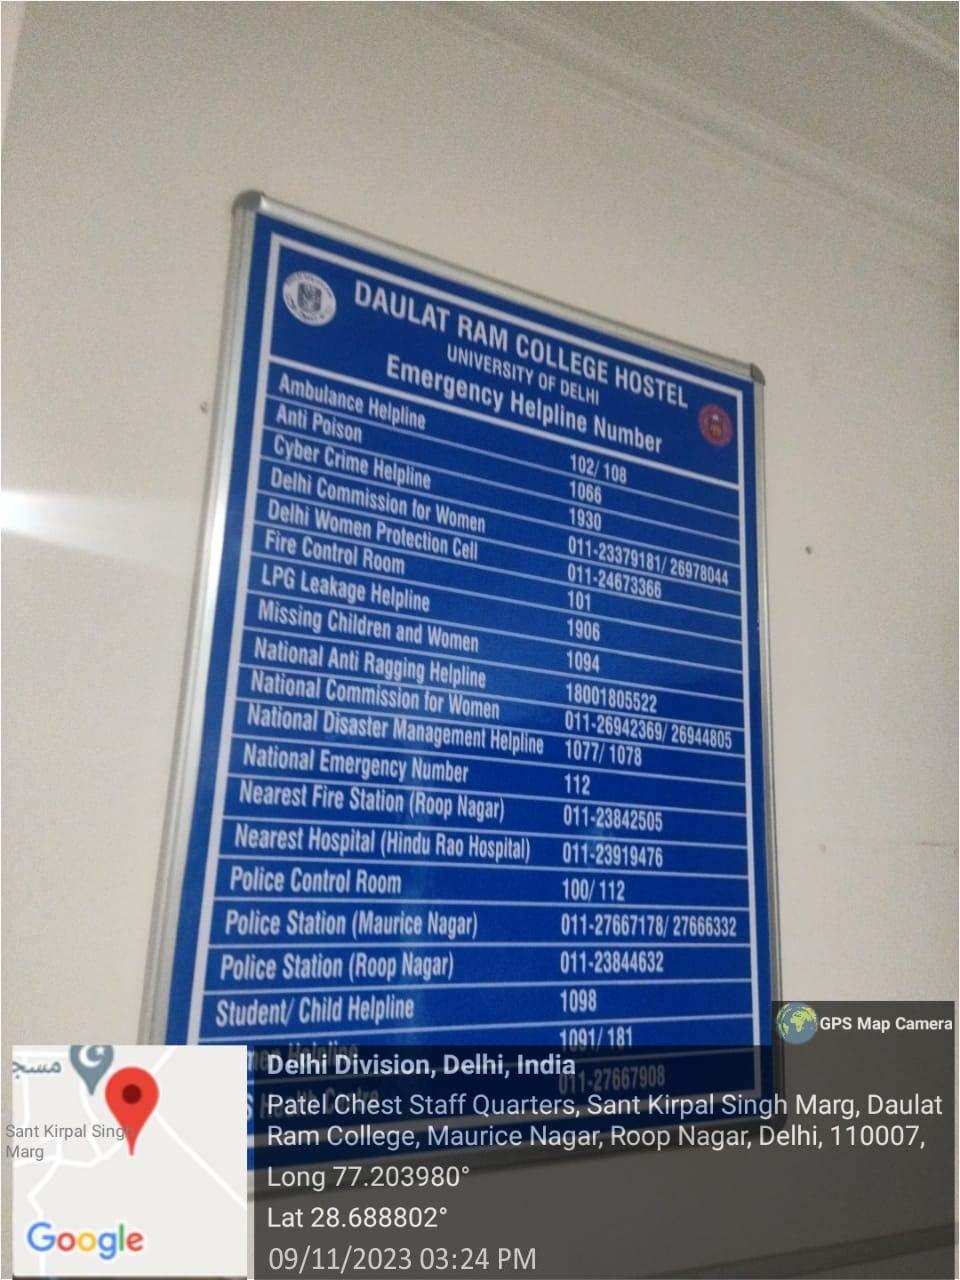 DAULAT RAM COLLEGE HOSTEL
UNIVERSITY OF DELHI
Emergency Helpline Number
Ambulance Helpline 102/ 108
Anti Poison 1066
Cyber Crime Helpline 1930
Delhi Commission for Women 011-23379181/ 26978044
Delhi Women Protection Cell 011-24673366
Fire Control Room 101
LPG Leakage Helpline 1906
Missing Children and Women 1094
National Anti Ragging Helpline 18001805522
National Commission for Women 011-26942369/ 26944805
National Disaster Management Helpline 1077/ 1078
National Emergency Number 112
Nearest Fire Station (Roop Nagar) 011-23842505
Nearest Hospital (Hindu Rao Hospital) 011-23919476
Police Control Room 100/ 112
Police Station (Maurice Nagar) 011-27667178/ 27666332
Police Station (Roop Nagar) 011-23844632
Student/ Child Helpline 1098
Helpline 1091/ 181
Centre 011-27667908
GPS Map Camera
Delhi Division, Delhi, India
Patel Chest Staff Quarters, Sant Kirpal Singh Marg, Daulat
Ram College, Maurice Nagar, Roop Nagar, Delhi, 110007,
Long 77.203980°
Lat 28.688802°
09/11/2023 03:24 PM
Sant Kirpal Singh
Marg
Google